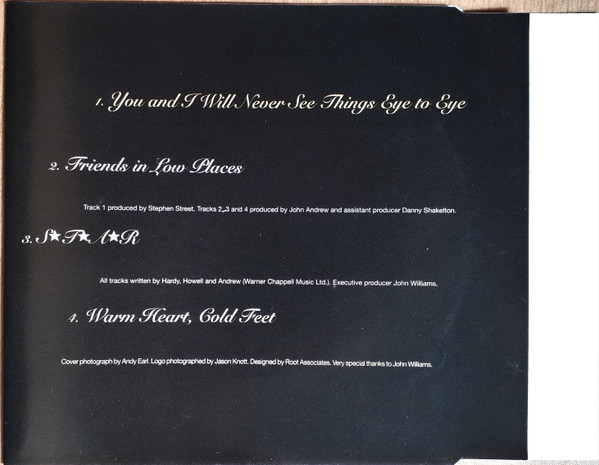 1. You and I Will Never See Things Eye to Eye
2. Friends in Low Places
Track 1 produced by Stephen Street. Tracks 2,3 and 4 produced by John Andrew and assistant producer Danny Shakelton.
3. S★T★A★R
All tracks written by Hardy, Howell and Andrew (Warner Chappell Music Ltd.). Executive producer John Williams.
4. Warm Heart, Cold Feet
Cover photograph by Andy Earl. Logo photographed by Jason Knott. Designed by Root Associates. Very special thanks to John Williams.